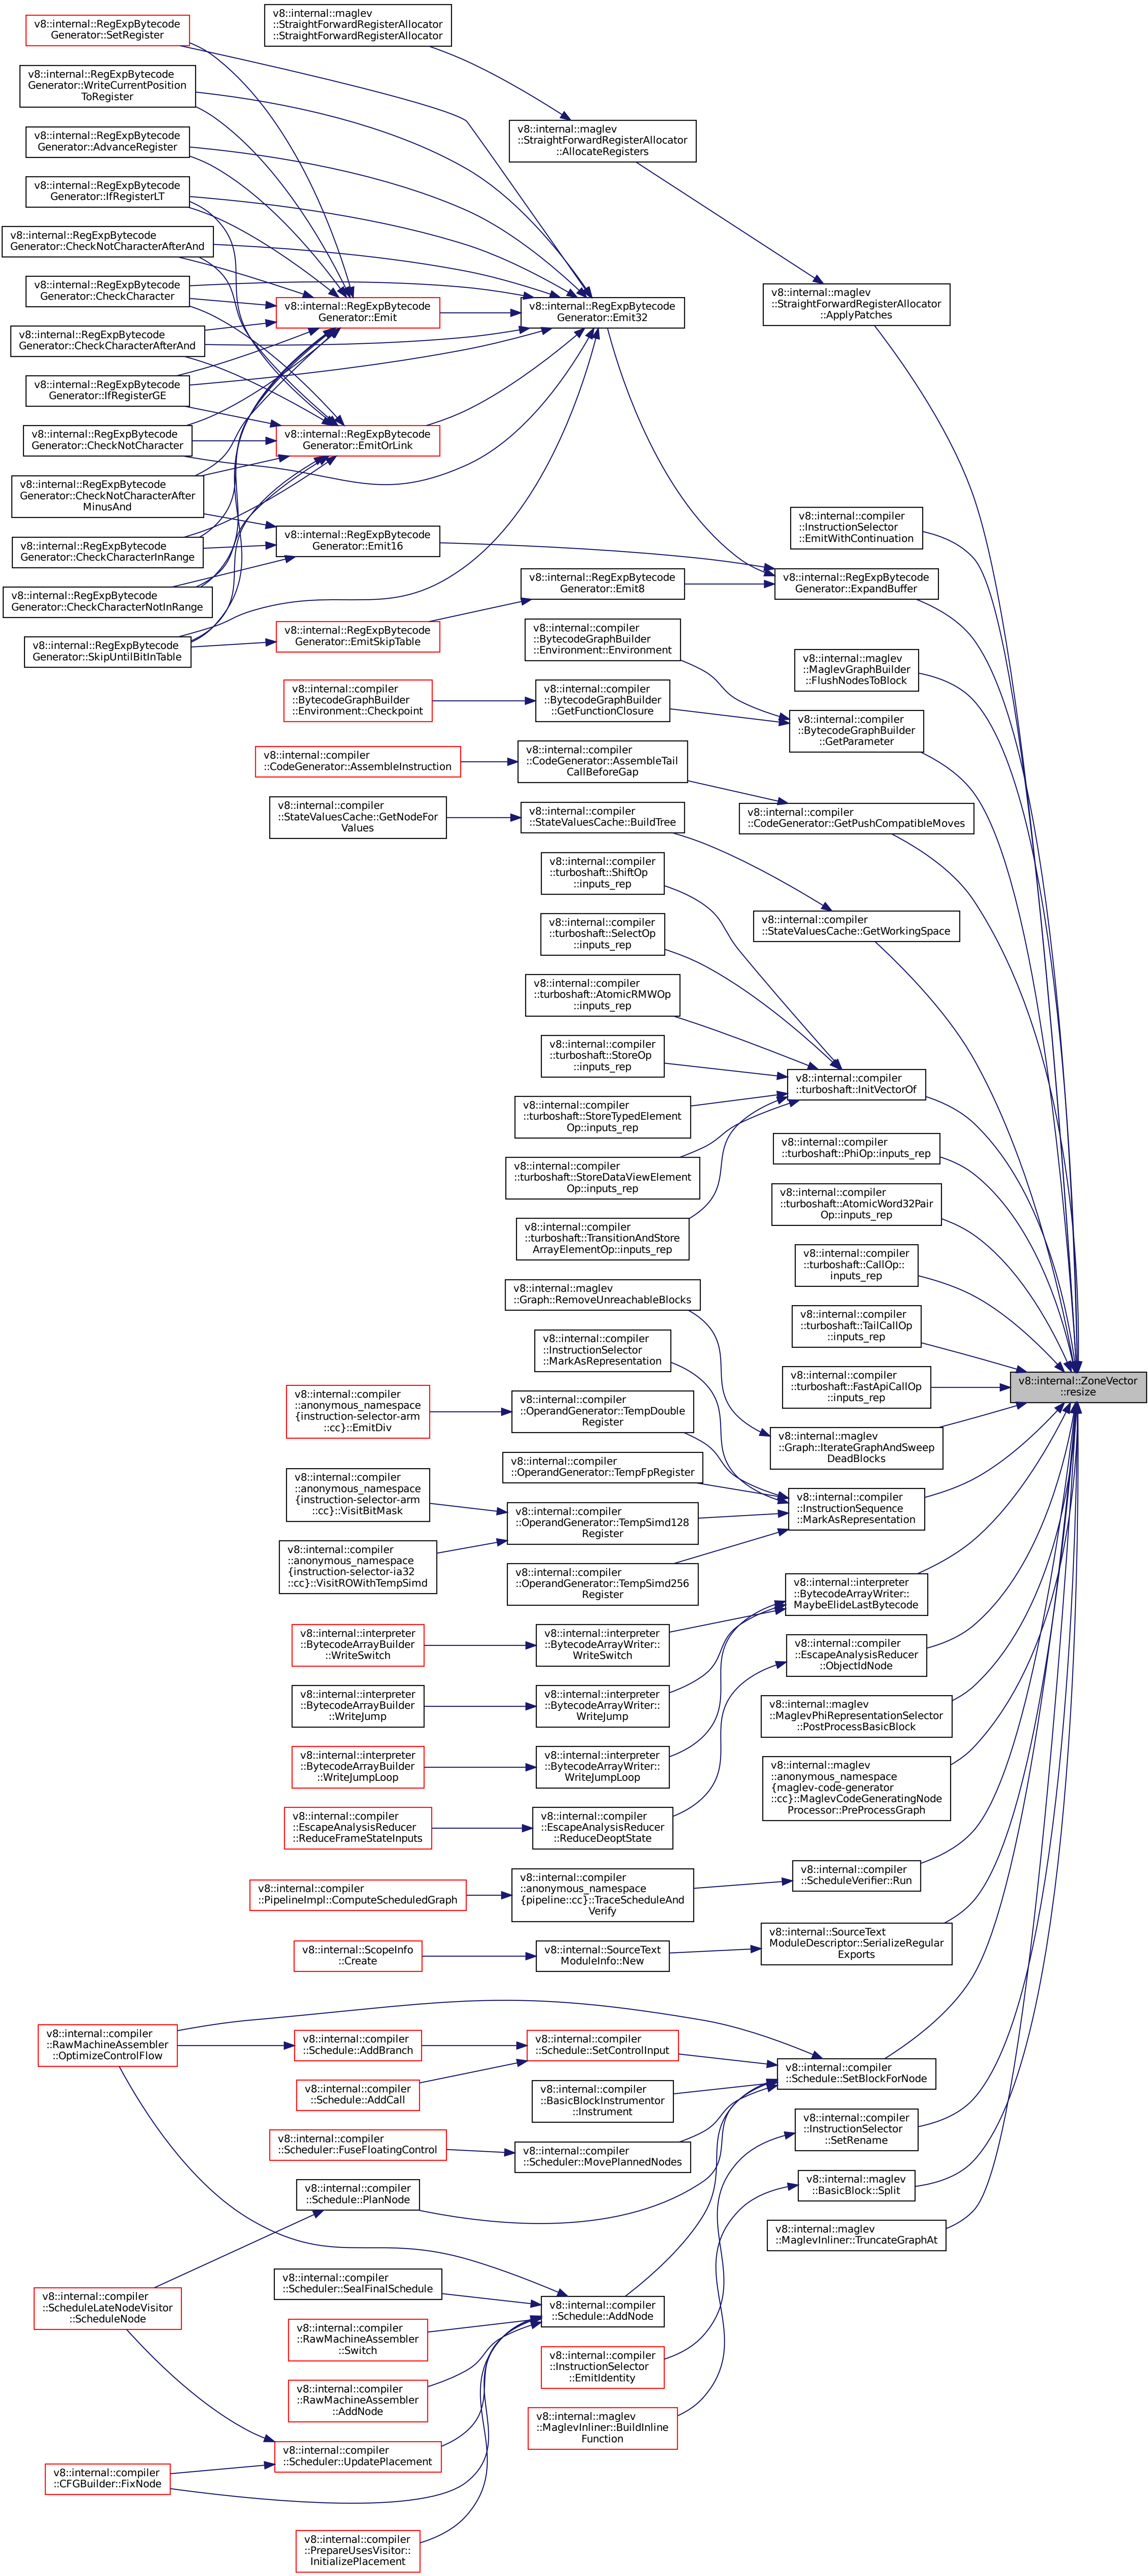 v8::internal::RegExpBytecode
Generator::SetRegister
v8::internal::maglev
::StraightForwardRegisterAllocator
::StraightForwardRegisterAllocator
v8::internal::RegExpBytecode
Generator::WriteCurrentPosition
ToRegister
v8::internal::RegExpBytecode
Generator::AdvanceRegister
v8::internal::maglev
::StraightForwardRegisterAllocator
::AllocateRegisters
v8::internal::RegExpBytecode
Generator::IfRegisterLT
v8::internal::RegExpBytecode
Generator::CheckNotCharacterAfterAnd
v8::internal::RegExpBytecode
Generator::CheckCharacter
v8::internal::RegExpBytecode
Generator::Emit
v8::internal::RegExpBytecode
Generator::Emit32
v8::internal::maglev
::StraightForwardRegisterAllocator
::ApplyPatches
v8::internal::RegExpBytecode
Generator::CheckCharacterAfterAnd
v8::internal::RegExpBytecode
Generator::IfRegisterGE
v8::internal::RegExpBytecode
Generator::CheckNotCharacter
v8::internal::RegExpBytecode
Generator::EmitOrLink
v8::internal::RegExpBytecode
Generator::CheckNotCharacterAfter
MinusAnd
v8::internal::RegExpBytecode
Generator::CheckCharacterInRange
v8::internal::RegExpBytecode
Generator::Emit16
v8::internal::compiler
::InstructionSelector
::EmitWithContinuation
v8::internal::RegExpBytecode
Generator::CheckCharacterNotInRange
v8::internal::RegExpBytecode
Generator::Emit8
v8::internal::RegExpBytecode
Generator::ExpandBuffer
v8::internal::RegExpBytecode
Generator::SkipUntilBitInTable
v8::internal::RegExpBytecode
Generator::EmitSkipTable
v8::internal::compiler
::BytecodeGraphBuilder
::Environment::Environment
v8::internal::maglev
::MaglevGraphBuilder
::FlushNodesToBlock
v8::internal::compiler
::BytecodeGraphBuilder
::Environment::Checkpoint
v8::internal::compiler
::BytecodeGraphBuilder
::GetFunctionClosure
v8::internal::compiler
::BytecodeGraphBuilder
::GetParameter
v8::internal::compiler
::CodeGenerator::AssembleInstruction
v8::internal::compiler
::CodeGenerator::AssembleTail
CallBeforeGap
v8::internal::compiler
::StateValuesCache::GetNodeFor
Values
v8::internal::compiler
::StateValuesCache::BuildTree
v8::internal::compiler
::CodeGenerator::GetPushCompatibleMoves
v8::internal::compiler
::turboshaft::ShiftOp
::inputs_rep
v8::internal::compiler
::turboshaft::SelectOp
::inputs_rep
v8::internal::compiler
::StateValuesCache::GetWorkingSpace
v8::internal::compiler
::turboshaft::AtomicRMWOp
::inputs_rep
v8::internal::compiler
::turboshaft::StoreOp
::inputs_rep
v8::internal::compiler
::turboshaft::InitVectorOf
v8::internal::compiler
::turboshaft::StoreTypedElement
Op::inputs_rep
v8::internal::compiler
::turboshaft::PhiOp::inputs_rep
v8::internal::compiler
::turboshaft::StoreDataViewElement
Op::inputs_rep
v8::internal::compiler
::turboshaft::AtomicWord32Pair
Op::inputs_rep
v8::internal::compiler
::turboshaft::TransitionAndStore
ArrayElementOp::inputs_rep
v8::internal::compiler
::turboshaft::CallOp::
inputs_rep
v8::internal::maglev
::Graph::RemoveUnreachableBlocks
v8::internal::compiler
::turboshaft::TailCallOp
::inputs_rep
v8::internal::compiler
::InstructionSelector
::MarkAsRepresentation
v8::internal::compiler
::turboshaft::FastApiCallOp
::inputs_rep
v8::internal::ZoneVector
::resize
v8::internal::compiler
::anonymous_namespace
{instruction-selector-arm
::cc}::EmitDiv
v8::internal::compiler
::OperandGenerator::TempDouble
Register
v8::internal::maglev
::Graph::IterateGraphAndSweep
DeadBlocks
v8::internal::compiler
::OperandGenerator::TempFpRegister
v8::internal::compiler
::anonymous_namespace
{instruction-selector-arm
::cc}::VisitBitMask
v8::internal::compiler
::OperandGenerator::TempSimd128
Register
v8::internal::compiler
::InstructionSequence
::MarkAsRepresentation
v8::internal::compiler
::anonymous_namespace
{instruction-selector-ia32
::cc}::VisitROWithTempSimd
v8::internal::compiler
::OperandGenerator::TempSimd256
Register
v8::internal::interpreter
::BytecodeArrayWriter::
MaybeElideLastBytecode
v8::internal::interpreter
::BytecodeArrayBuilder
::WriteSwitch
v8::internal::interpreter
::BytecodeArrayWriter::
WriteSwitch
v8::internal::compiler
::EscapeAnalysisReducer
::ObjectIdNode
v8::internal::interpreter
::BytecodeArrayBuilder
::WriteJump
v8::internal::interpreter
::BytecodeArrayWriter::
WriteJump
v8::internal::maglev
::MaglevPhiRepresentationSelector
::PostProcessBasicBlock
v8::internal::interpreter
::BytecodeArrayBuilder
::WriteJumpLoop
v8::internal::interpreter
::BytecodeArrayWriter::
WriteJumpLoop
v8::internal::maglev
::anonymous_namespace
{maglev-code-generator
::cc}::MaglevCodeGeneratingNode
Processor::PreProcessGraph
v8::internal::compiler
::EscapeAnalysisReducer
::ReduceFrameStateInputs
v8::internal::compiler
::EscapeAnalysisReducer
::ReduceDeoptState
v8::internal::compiler
::PipelineImpl::ComputeScheduledGraph
v8::internal::compiler
::anonymous_namespace
{pipeline::cc}::TraceScheduleAnd
Verify
v8::internal::compiler
::ScheduleVerifier::Run
v8::internal::ScopeInfo
::Create
v8::internal::SourceText
ModuleInfo::New
v8::internal::SourceText
ModuleDescriptor::SerializeRegular
Exports
v8::internal::compiler
::RawMachineAssembler
::OptimizeControlFlow
v8::internal::compiler
::Schedule::AddBranch
v8::internal::compiler
::Schedule::SetControlInput
v8::internal::compiler
::Schedule::SetBlockForNode
v8::internal::compiler
::Schedule::AddCall
v8::internal::compiler
::BasicBlockInstrumentor
::Instrument
v8::internal::compiler
::InstructionSelector
::SetRename
v8::internal::compiler
::Scheduler::FuseFloatingControl
v8::internal::compiler
::Scheduler::MovePlannedNodes
v8::internal::maglev
::BasicBlock::Split
v8::internal::compiler
::Schedule::PlanNode
v8::internal::maglev
::MaglevInliner::TruncateGraphAt
v8::internal::compiler
::Scheduler::SealFinalSchedule
v8::internal::compiler
::ScheduleLateNodeVisitor
::ScheduleNode
v8::internal::compiler
::Schedule::AddNode
v8::internal::compiler
::RawMachineAssembler
::Switch
v8::internal::compiler
::InstructionSelector
::EmitIdentity
v8::internal::compiler
::RawMachineAssembler
::AddNode
v8::internal::maglev
::MaglevInliner::BuildInline
Function
v8::internal::compiler
::Scheduler::UpdatePlacement
v8::internal::compiler
::CFGBuilder::FixNode
v8::internal::compiler
::PrepareUsesVisitor::
InitializePlacement